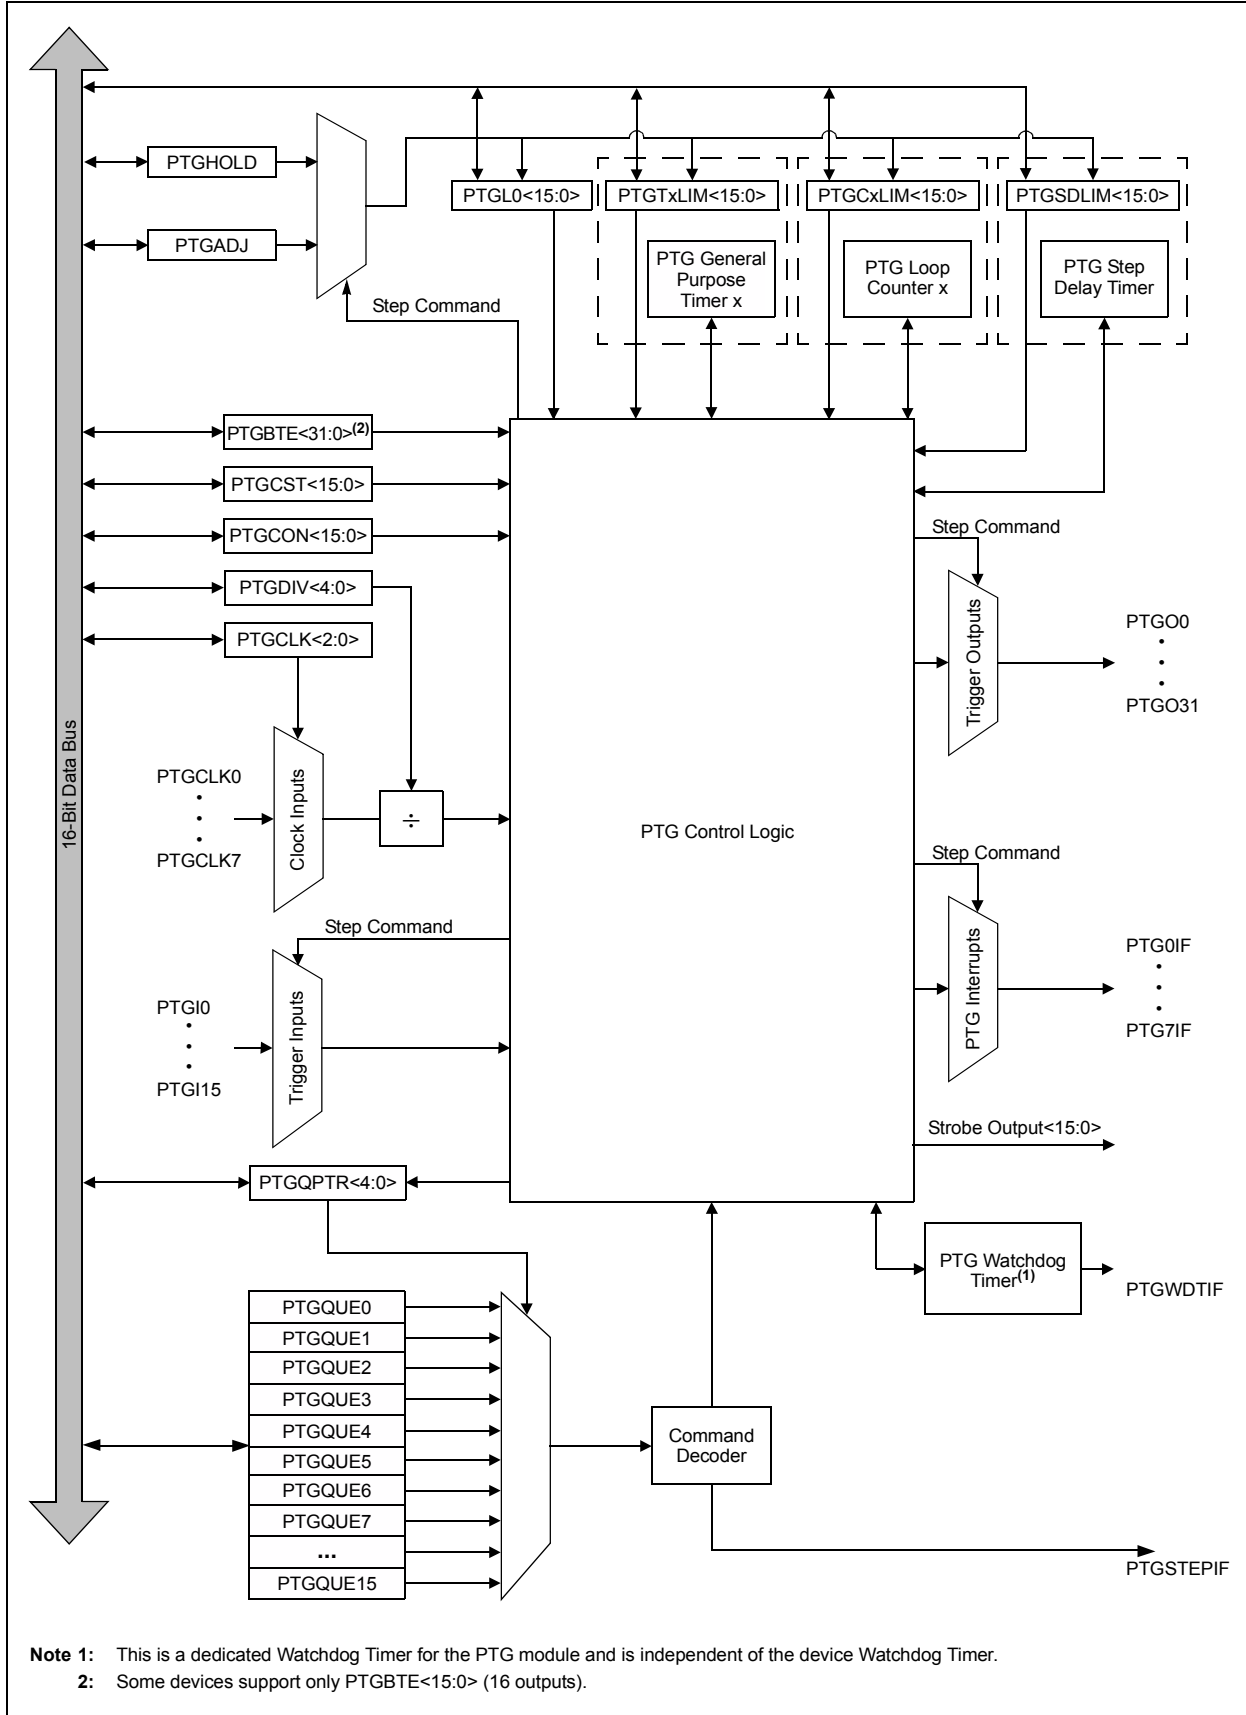 PTGHOLD
PTGADJ
PTGL0<15:0>
PTGTxLIM<15:0>
PTGCxLIM<15:0>
PTGSDLIM<15:0>
PTG General
Purpose
Timer x
PTG Loop
Counter x
PTG Step
Delay Timer
Step Command
PTGBTE<31:0>(2)
PTGCST<15:0>
PTGCON<15:0>
PTGDIV<4:0>
PTGCLK<2:0>
16-Bit Data Bus
PTGCLK0
PTGCLK7
Clock Inputs
÷
PTG Control Logic
Step Command
Trigger Outputs
PTGO0
PTGO31
Step Command
PTG Interrupts
PTG0IF
PTG7IF
Step Command
PTGI0
PTGI15
Trigger Inputs
Strobe Output<15:0>
PTGQPTR<4:0>
PTG Watchdog
Timer(1)
PTGWDTIF
PTGQUE0
PTGQUE1
PTGQUE2
PTGQUE3
PTGQUE4
PTGQUE5
PTGQUE6
PTGQUE7
...
PTGQUE15
Command
Decoder
PTGSTEPIF
Note 1: This is a dedicated Watchdog Timer for the PTG module and is independent of the device Watchdog Timer.
2: Some devices support only PTGBTE<15:0> (16 outputs).